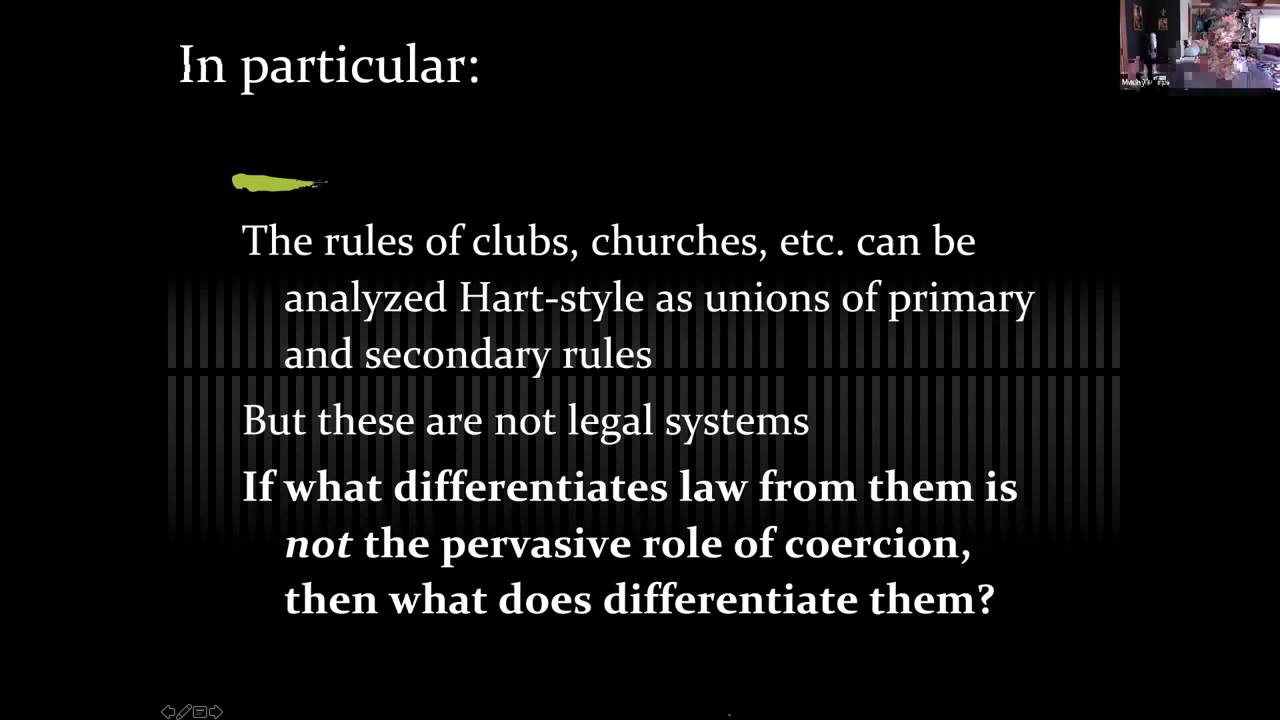 In particular:
The rules of clubs, churches, etc. can be
analyzed Hart-style as unions of primary
and secondary rules
But these are not legal systems
If what differentiates law from them is
not the pervasive role of coercion,
then what does differentiate them?